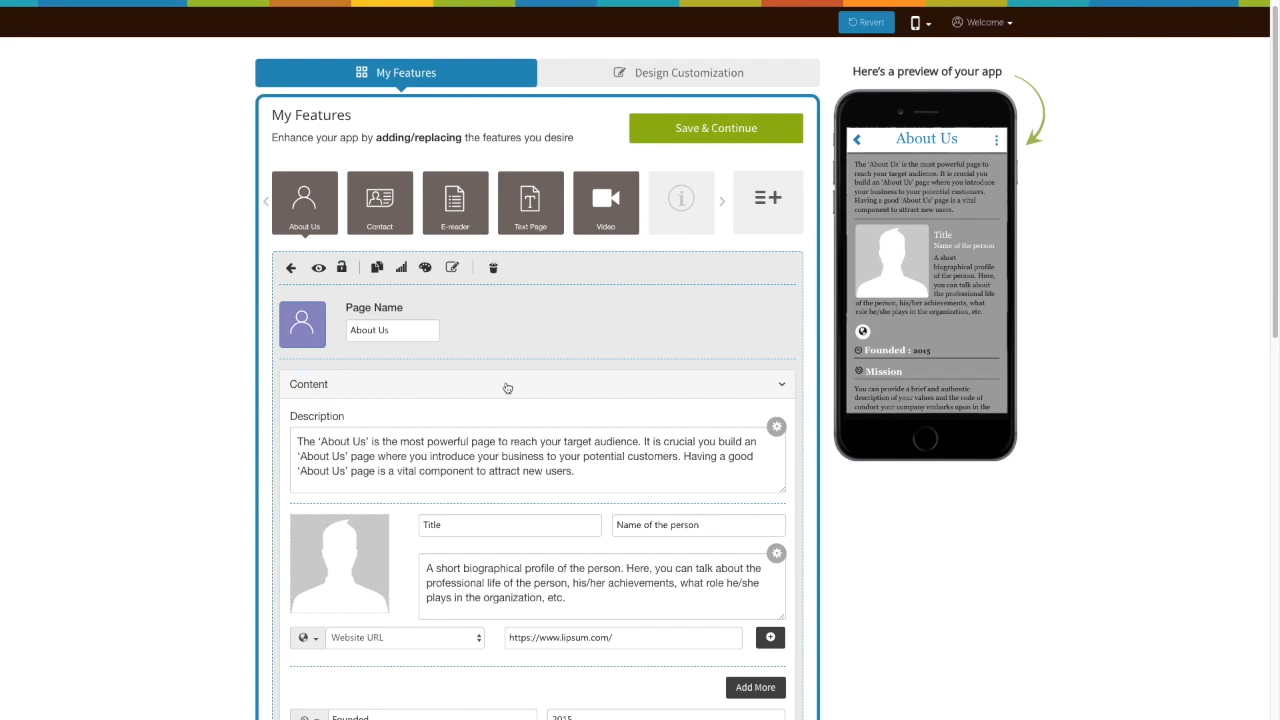 Revert
Welcome
My Features
Design Customization
Here's a preview of your app
My Features
Enhance your app by adding/replacing the features you desire
Save & Continue
About Us
Contact
E-reader
Text Page
Video
Page Name
About Us
Content
Description
The ‘About Us’ is the most powerful page to reach your target audience. It is crucial you build an
‘About Us’ page where you introduce your business to your potential customers. Having a good
‘About Us’ page is a vital component to attract new users.
Title
Name of the person
A short biographical profile of the person. Here, you can talk about the
professional life of the person, his/her achievements, what role he/she
plays in the organization, etc.
Website URL
https://www.lipsum.com/
Add More
Founded
2015
About Us
The ‘About Us’ is the most powerful page to
reach your target audience. It is crucial you
build an ‘About Us’ page where you introduce
your business to your potential customers.
Having a good ‘About Us’ page is a vital
component to attract new users.
Title
Name of the person
A short
biographical profile
of the person. Here,
you can talk about
the professional life
of the person, his/her achievements, what
role he/she plays in the organization, etc.
Founded : 2015
Mission
You can provide a brief and authentic
description of your values and the code of
conduct your company embarks upon in the